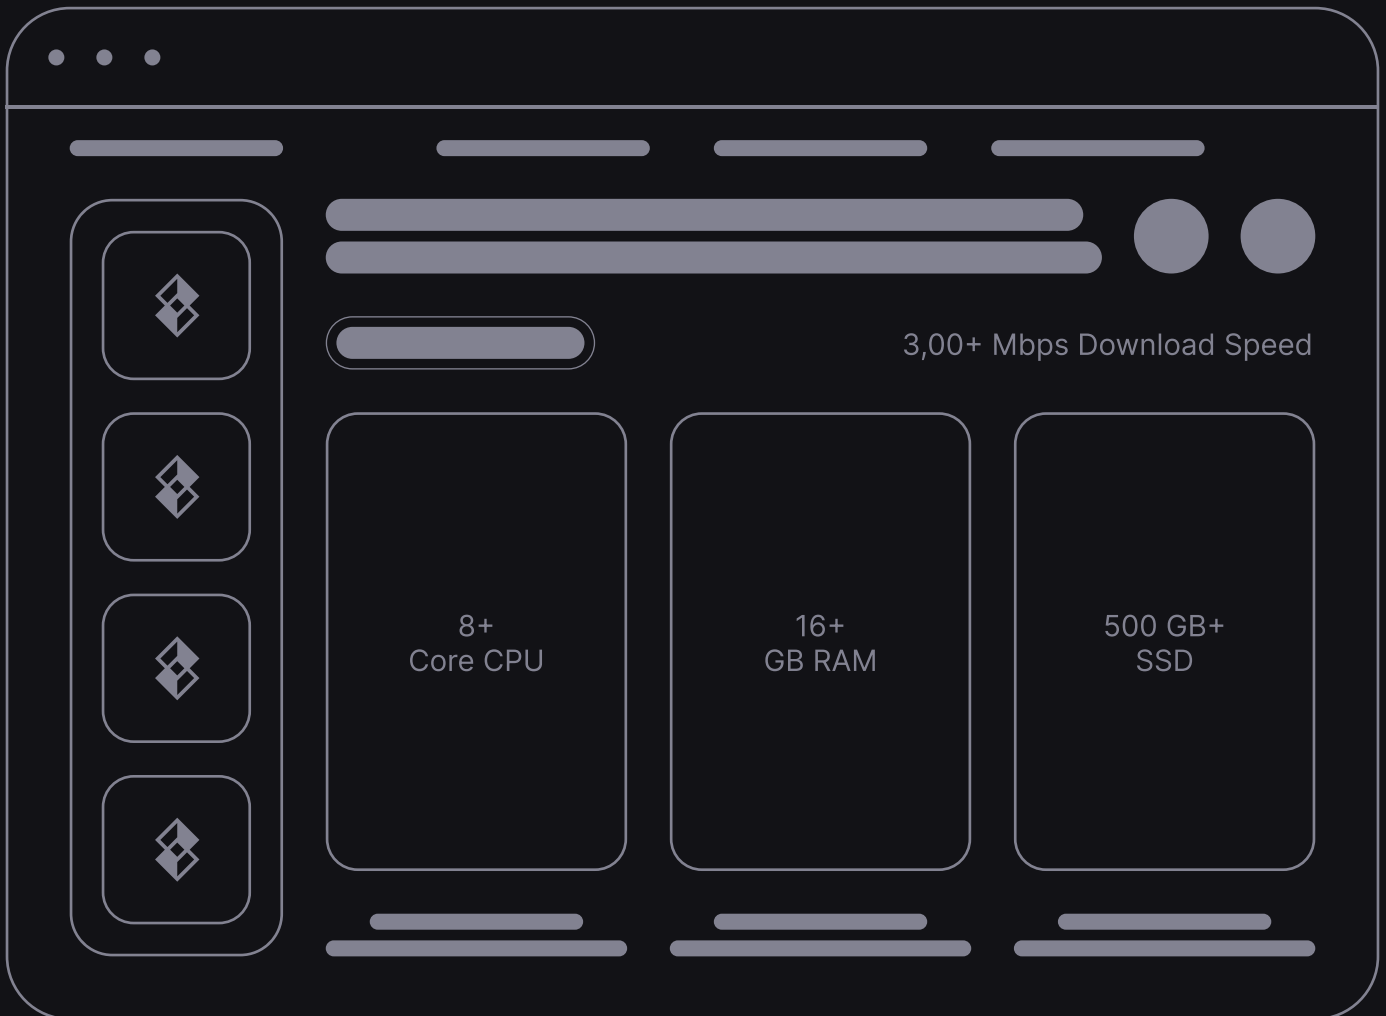 3,00+ Mbps Download Speed
8+
Core CPU
16+
GB RAM
500 GB+
SSD